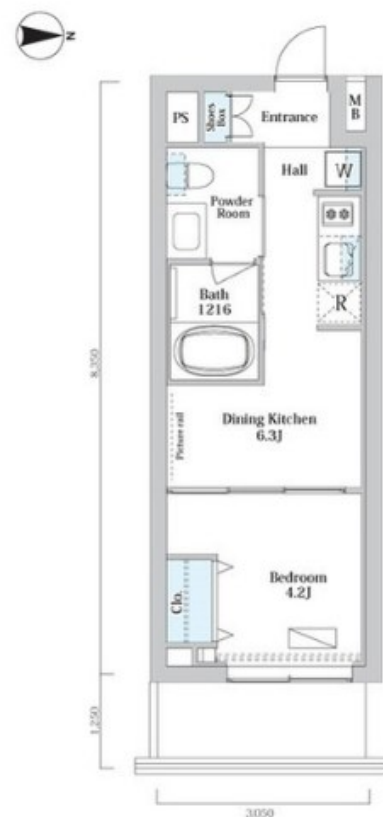 N
PS
Shoes
Box
Entrance
M
B
Hall
W
Powder
Room
Bath
1216
R
8,350
Picture rail
Dining Kitchen
6.3J
Clo.
Bedroom
4.2J
1,250
3,050